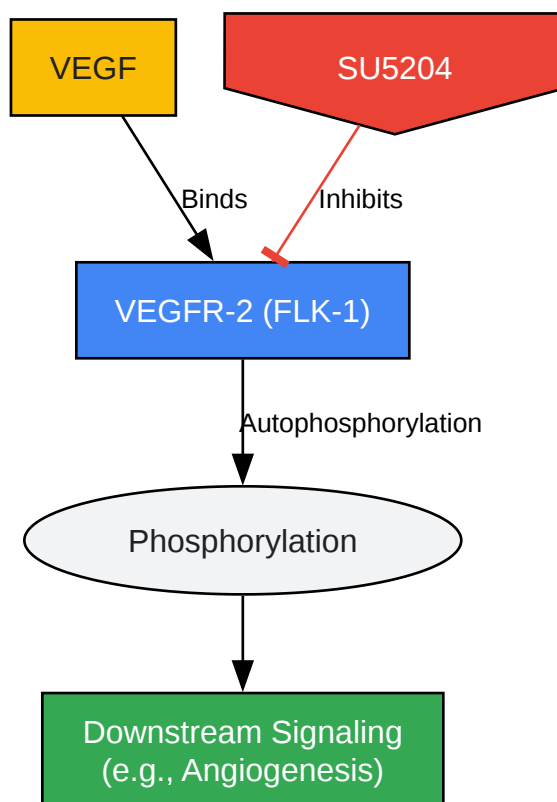 VEGF
SU5204
Binds
Inhibits
VEGFR-2 (FLK-1)
Autophosphorylation
Phosphorylation
Downstream Signaling
(e.g., Angiogenesis)